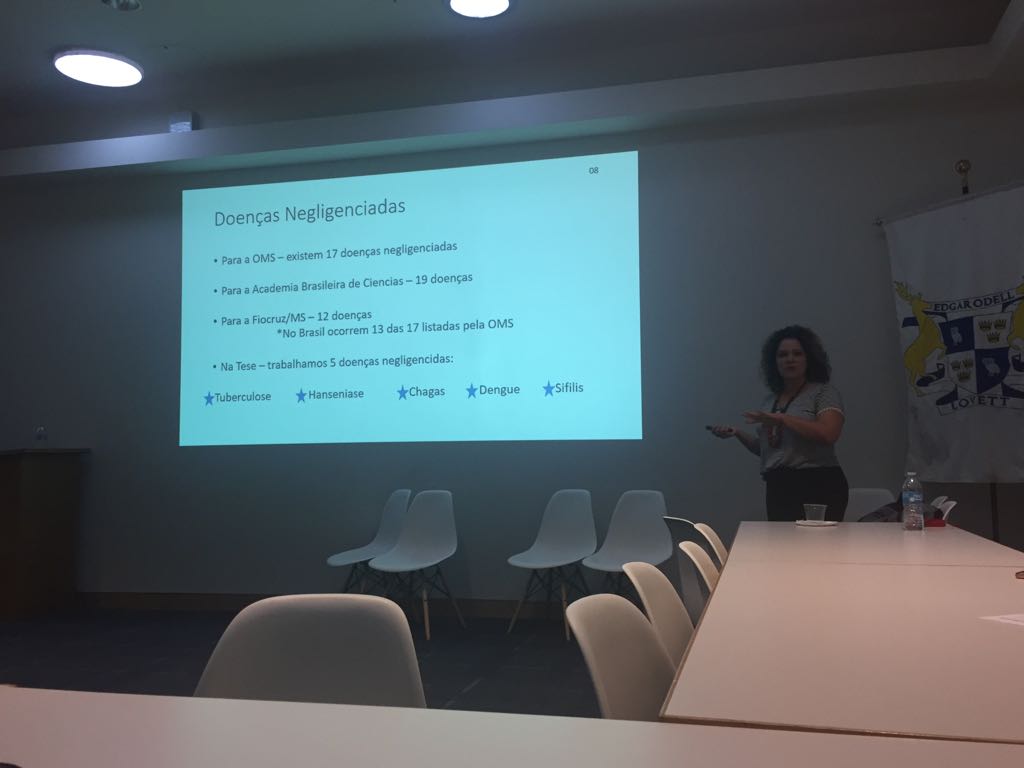 08
Doenças Negligenciadas
• Para a OMS – existem 17 doenças negligenciadas
• Para a Academia Brasileira de Ciencias – 19 doenças
• Para a Fiocruz/MS – 12 doenças
*No Brasil ocorrem 13 das 17 listadas pela OMS
• Na Tese – trabalhamos 5 doenças negligencidas:
Tuberculose Hanseniase Chagas Dengue Sifilis
EDGAR ODELL
LOVETT